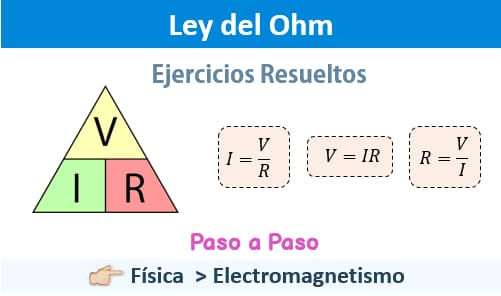 Ley del Ohm
Ejercicios Resueltos
V
I R
I = V/R
V = IR
R = V/I
Paso a Paso
Física > Electromagnetismo